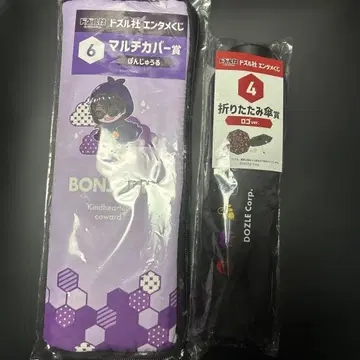 ドズル社 エンタメくじ
6
マルチカバー賞
ぼんじゅうる
BON
Kindhearted
coward
ドズル社 エンタメくじ
4
折りたたみ傘賞
ロゴver.
DOZLE Corp.